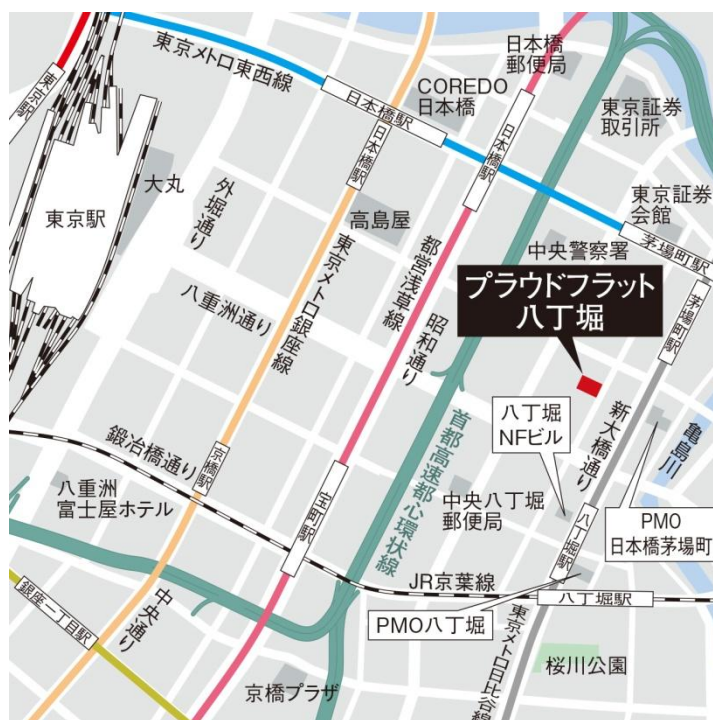 東京メトロ東西線
日本橋
郵便局
東京駅
COREDO
日本橋
日本橋駅
日本橋駅
日本橋駅
東京証券
取引所
大丸
東京駅
外堀通り
高島屋
東京証券
会館
茅場町駅
中央警察署
プラウドフラット
八丁堀
東京メトロ銀座線
都営浅草線
昭和通り
八重洲通り
茅場町駅
八丁堀
NFビル
新大橋通り
亀島川
鍛冶橋通り
京橋駅
首都高速都心環状線
八重洲
富士屋ホテル
宝町駅
中央八丁堀
郵便局
PMO
日本橋茅場町
八丁堀駅
JR京葉線
八丁堀駅
銀座一丁目駅
中央通り
PMO八丁堀
東京メトロ日比谷線
桜川公園
京橋プラザ